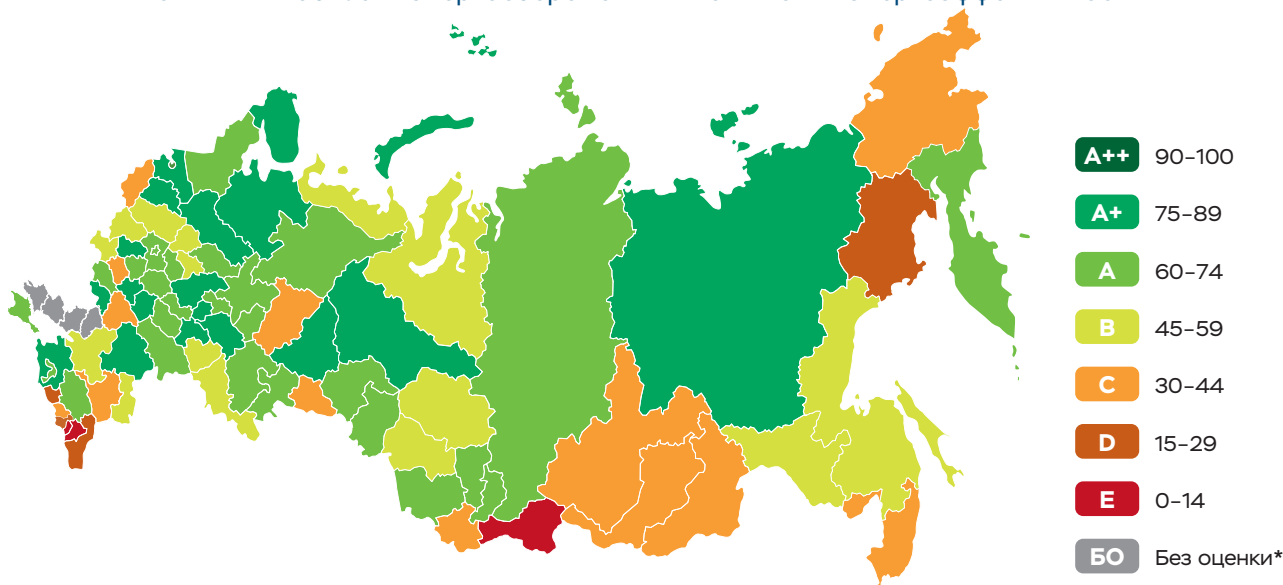 A++ 90–100
A+ 75–89
A 60–74
B 45–59
C 30–44
D 15–29
E 0–14
БО Без оценки*